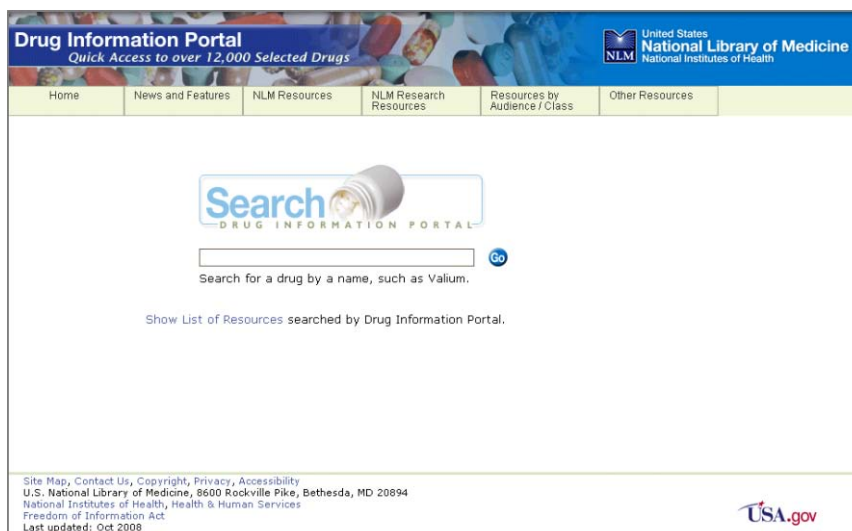 Drug Information Portal
Quick Access to over 12,000 Selected Drugs
NLM
United States
National Library of Medicine
National Institutes of Health
Home
News and Features
NLM Resources
NLM Research
Resources
Resources by
Audience / Class
Other Resources
Search
DRUG INFORMATION PORTAL
Go
Search for a drug by a name, such as Valium.
Show List of Resources searched by Drug Information Portal.
Site Map, Contact Us, Copyright, Privacy, Accessibility
U.S. National Library of Medicine, 8600 Rockville Pike, Bethesda, MD 20894
National Institutes of Health, Health & Human Services
Freedom of Information Act
Last updated: Oct 2008
USA.gov